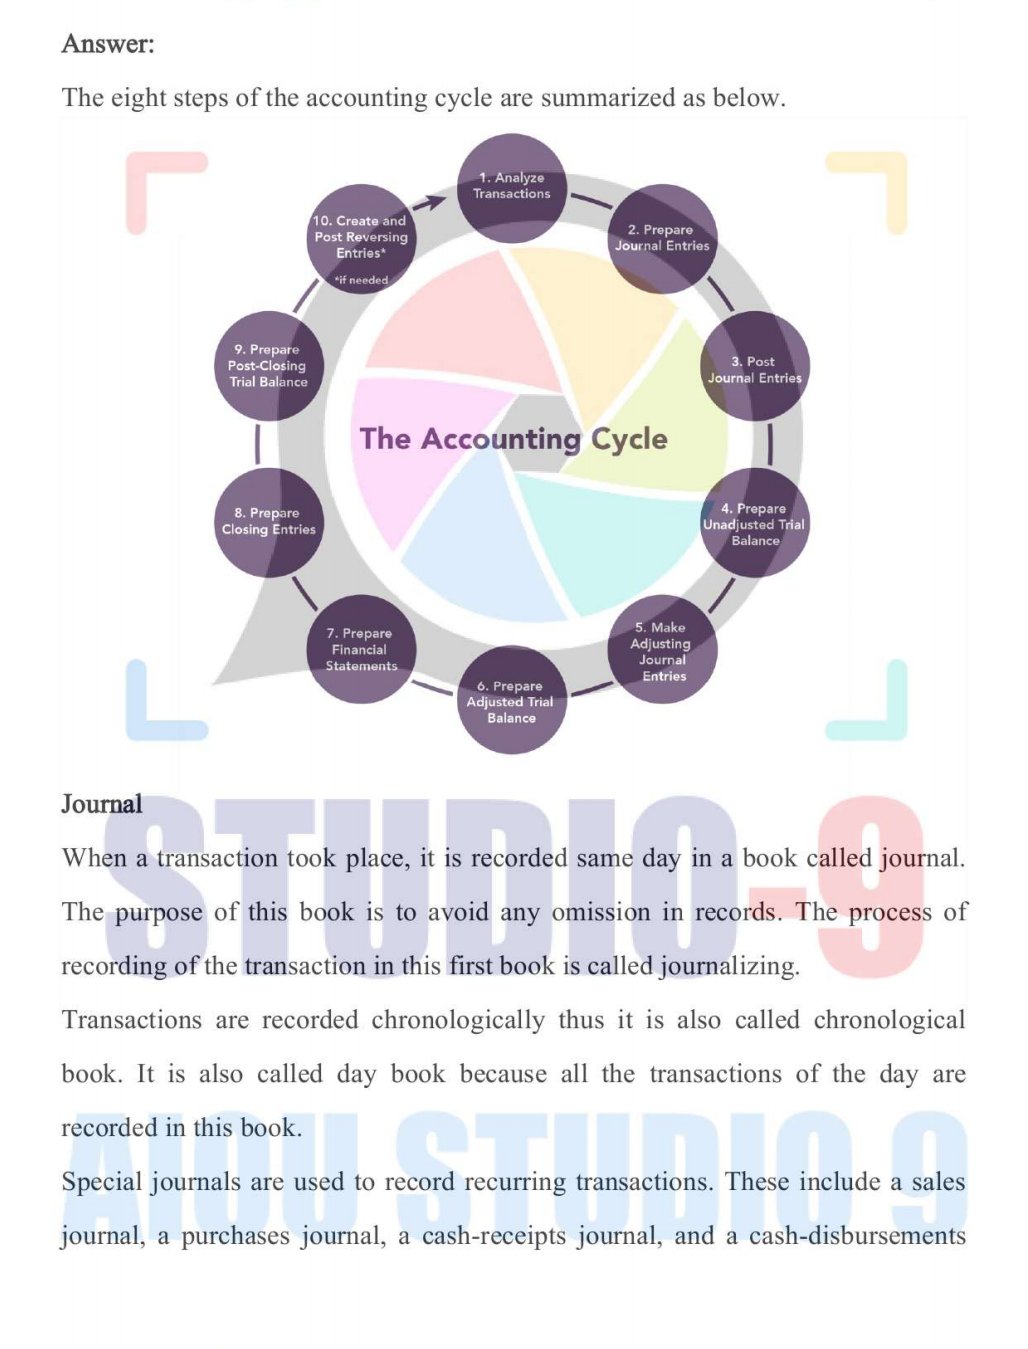 Answer:
The eight steps of the accounting cycle are summarized as below.
1. Analyze
Transactions
2. Prepare
Journal Entries
3. Post
Journal Entries
4. Prepare
Unadjusted Trial
Balance
5. Make
Adjusting
Journal
Entries
6. Prepare
Adjusted Trial
Balance
7. Prepare
Financial
Statements
8. Prepare
Closing Entries
9. Prepare
Post-Closing
Trial Balance
10. Create and
Post Reversing
Entries*
*if needed
The Accounting Cycle
Journal
STUDIO-9
When a transaction took place, it is recorded same day in a book called journal.
The purpose of this book is to avoid any omission in records. The process of
recording of the transaction in this first book is called journalizing.
Transactions are recorded chronologically thus it is also called chronological
book. It is also called day book because all the transactions of the day are
recorded in this book.
AIOU STUDIO 9
Special journals are used to record recurring transactions. These include a sales
journal, a purchases journal, a cash-receipts journal, and a cash-disbursements